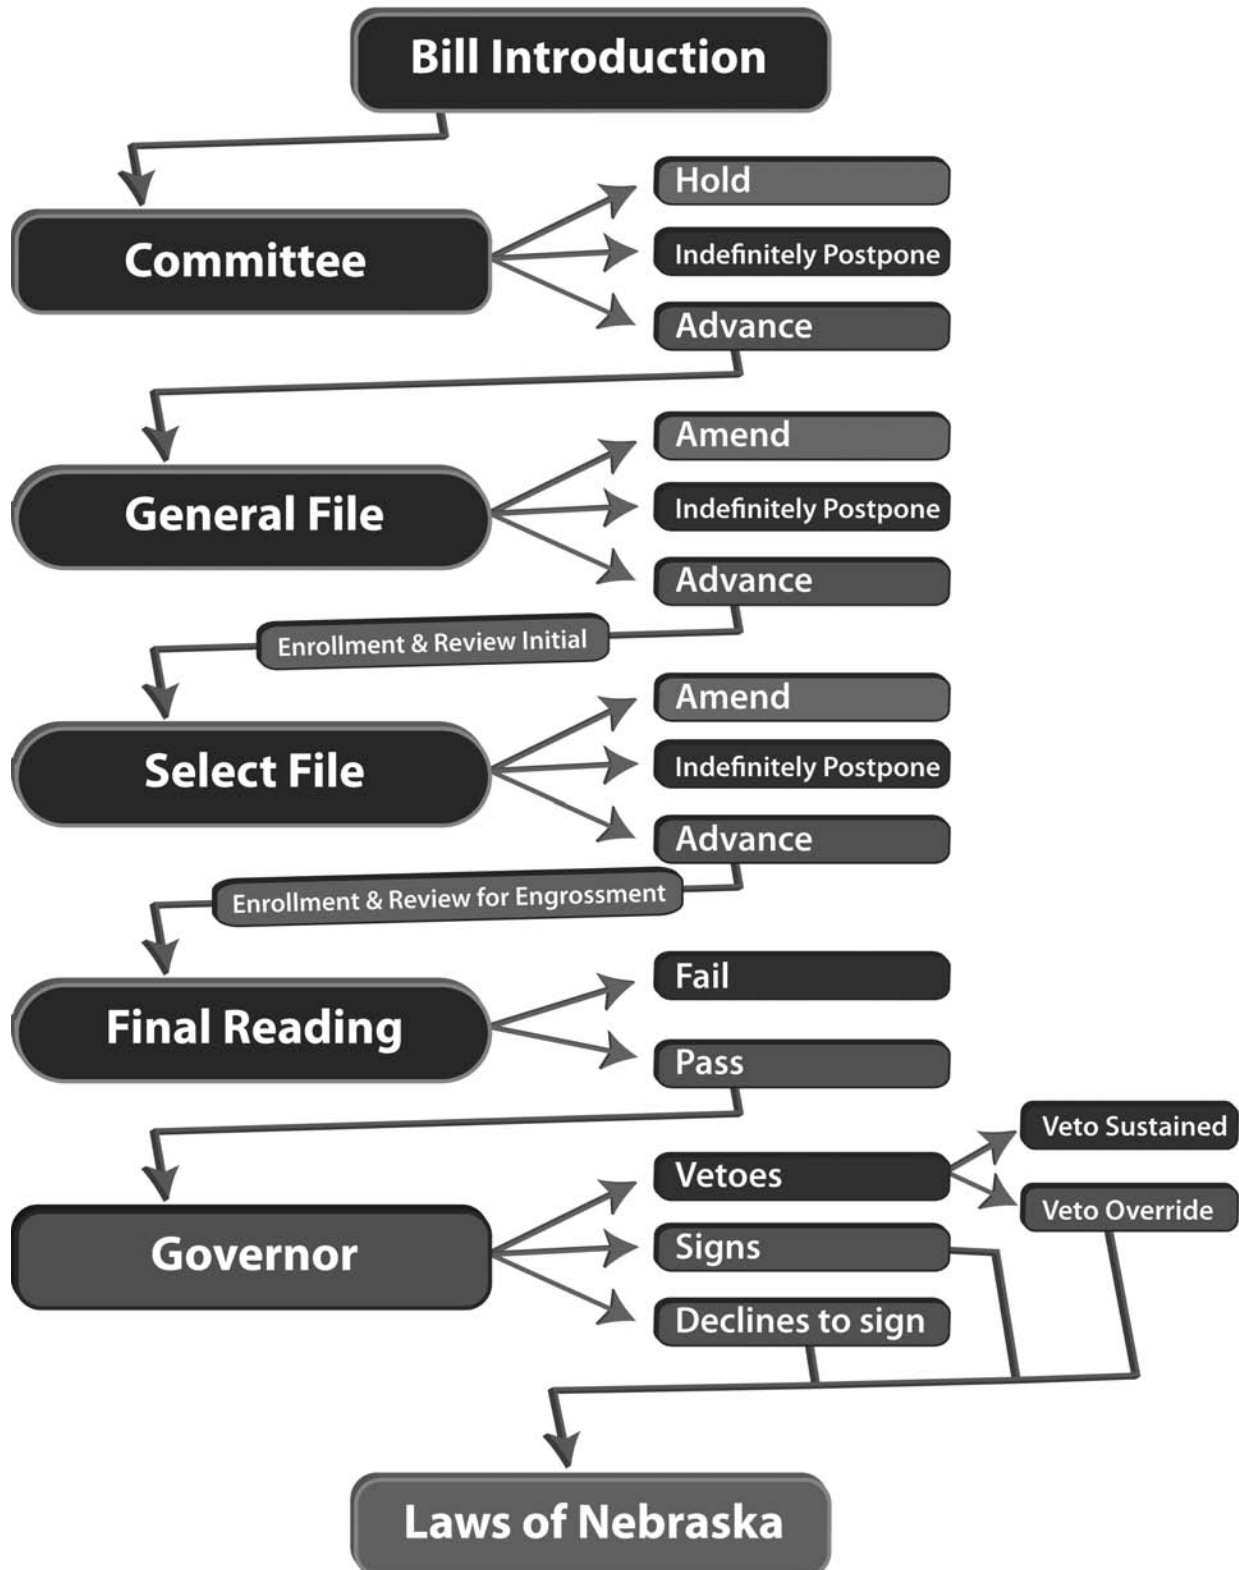 Bill Introduction
Committee
Hold
Indefinitely Postpone
Advance
General File
Amend
Indefinitely Postpone
Advance
Enrollment & Review Initial
Select File
Amend
Indefinitely Postpone
Advance
Enrollment & Review for Engrossment
Final Reading
Fail
Pass
Governor
Vetoes
Veto Sustained
Veto Override
Signs
Declines to sign
Laws of Nebraska